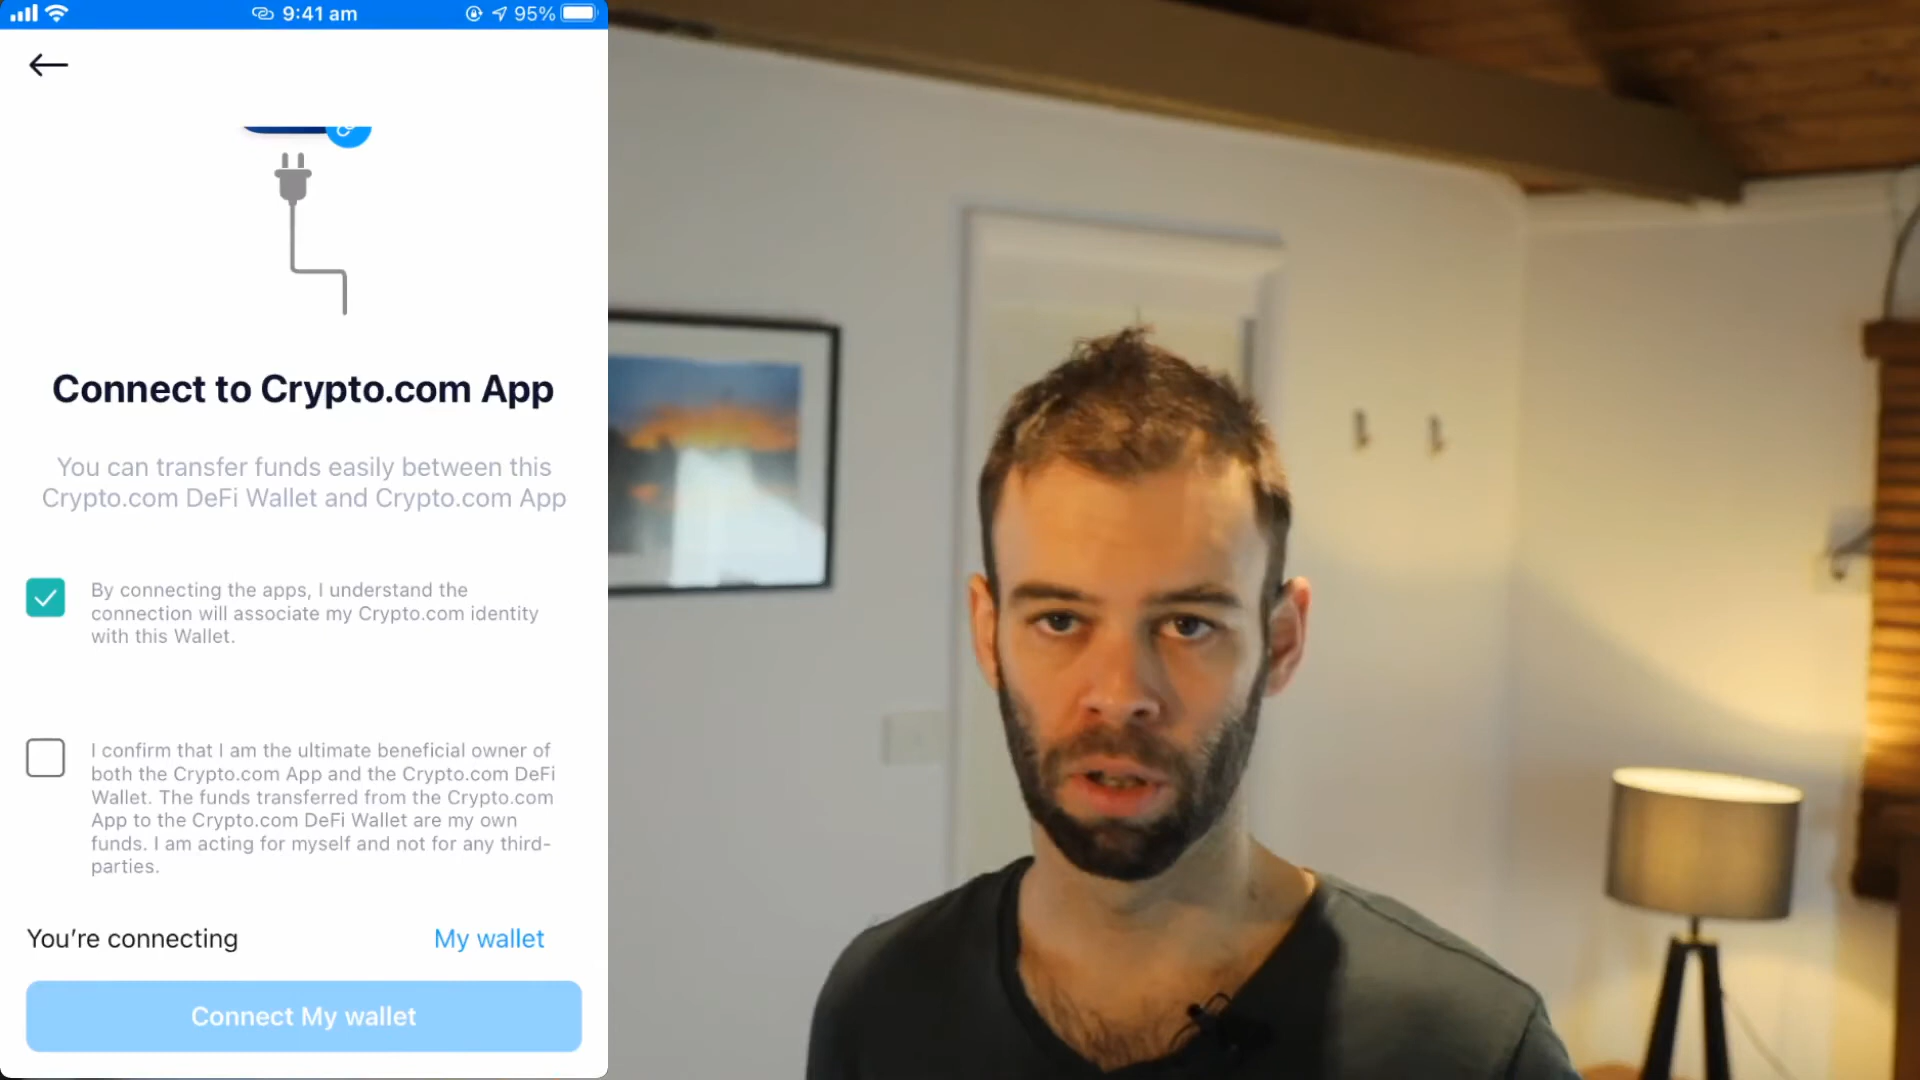 9:41 am
95%
Connect to Crypto.com App
You can transfer funds easily between this
Crypto.com DeFi Wallet and Crypto.com App
By connecting the apps, I understand the
connection will associate my Crypto.com identity
with this Wallet.
I confirm that I am the ultimate beneficial owner of
both the Crypto.com App and the Crypto.com DeFi
Wallet. The funds transferred from the Crypto.com
App to the Crypto.com DeFi Wallet are my own
funds. I am acting for myself and not for any third-
parties.
You're connecting
My wallet
Connect My wallet